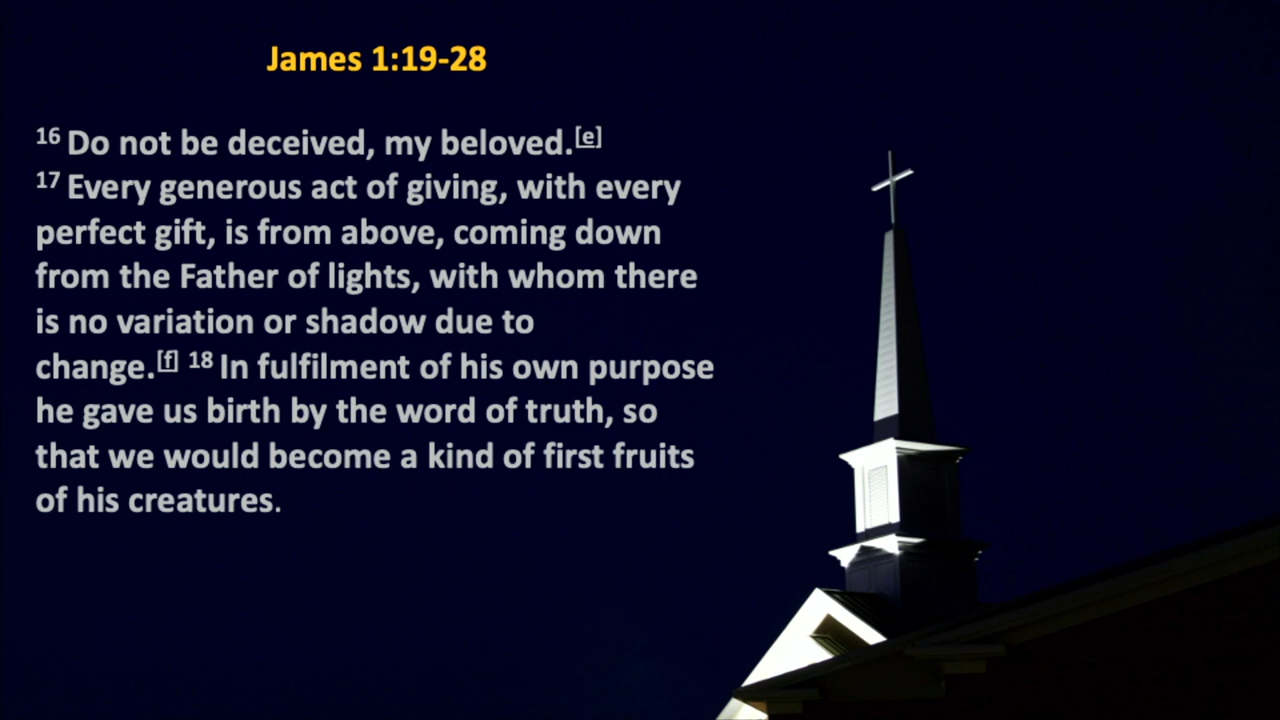 James 1:19-28
16 Do not be deceived, my beloved.[e]
17 Every generous act of giving, with every
perfect gift, is from above, coming down
from the Father of lights, with whom there
is no variation or shadow due to
change.[f] 18 In fulfilment of his own purpose
he gave us birth by the word of truth, so
that we would become a kind of first fruits
of his creatures.